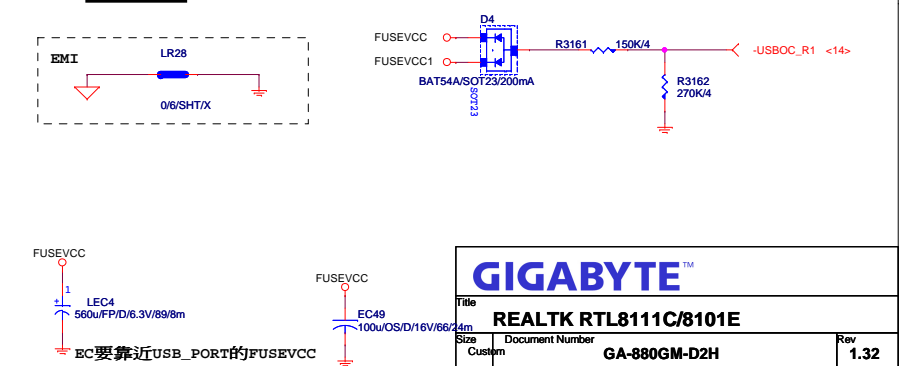 EMI
LR28
0/6/SHT/X
D4
FUSEVCC
FUSEVCC1
BAT54A/SOT23/200mA
SOT23
R3161
150K/4
-USBOC_R1 <14>
R3162
270K/4
FUSEVCC
1
+
LEC4
560u/FP/D/6.3V/89/8m
EC要靠近USB_PORT的FUSEVCC
FUSEVCC
EC49
100u/OS/D/16V/66/24m
GIGABYTE™
Title
REALTK RTL8111C/8101E
Size
Custom
Document Number
GA-880GM-D2H
Rev
1.32